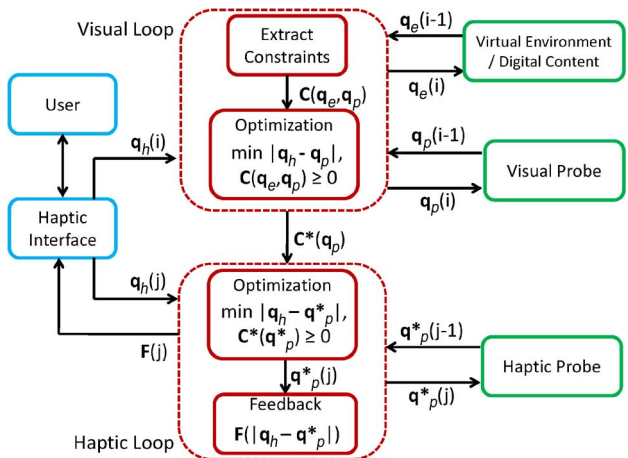 Visual Loop
Extract
Constraints
C(q_e,q_p)
Optimization
min |q_h - q_p|,
C(q_e,q_p) ≥ 0
q_e(i-1)
q_e(i)
Virtual Environment
/ Digital Content
q_p(i-1)
q_p(i)
Visual Probe
User
Haptic
Interface
q_h(i)
q_h(j)
F(j)
C*(q_p)
Optimization
min |q_h – q*_p|,
C*(q*_p) ≥ 0
q*_p(j)
Feedback
F(|q_h – q*_p|)
q*_p(j-1)
q*_p(j)
Haptic Probe
Haptic Loop